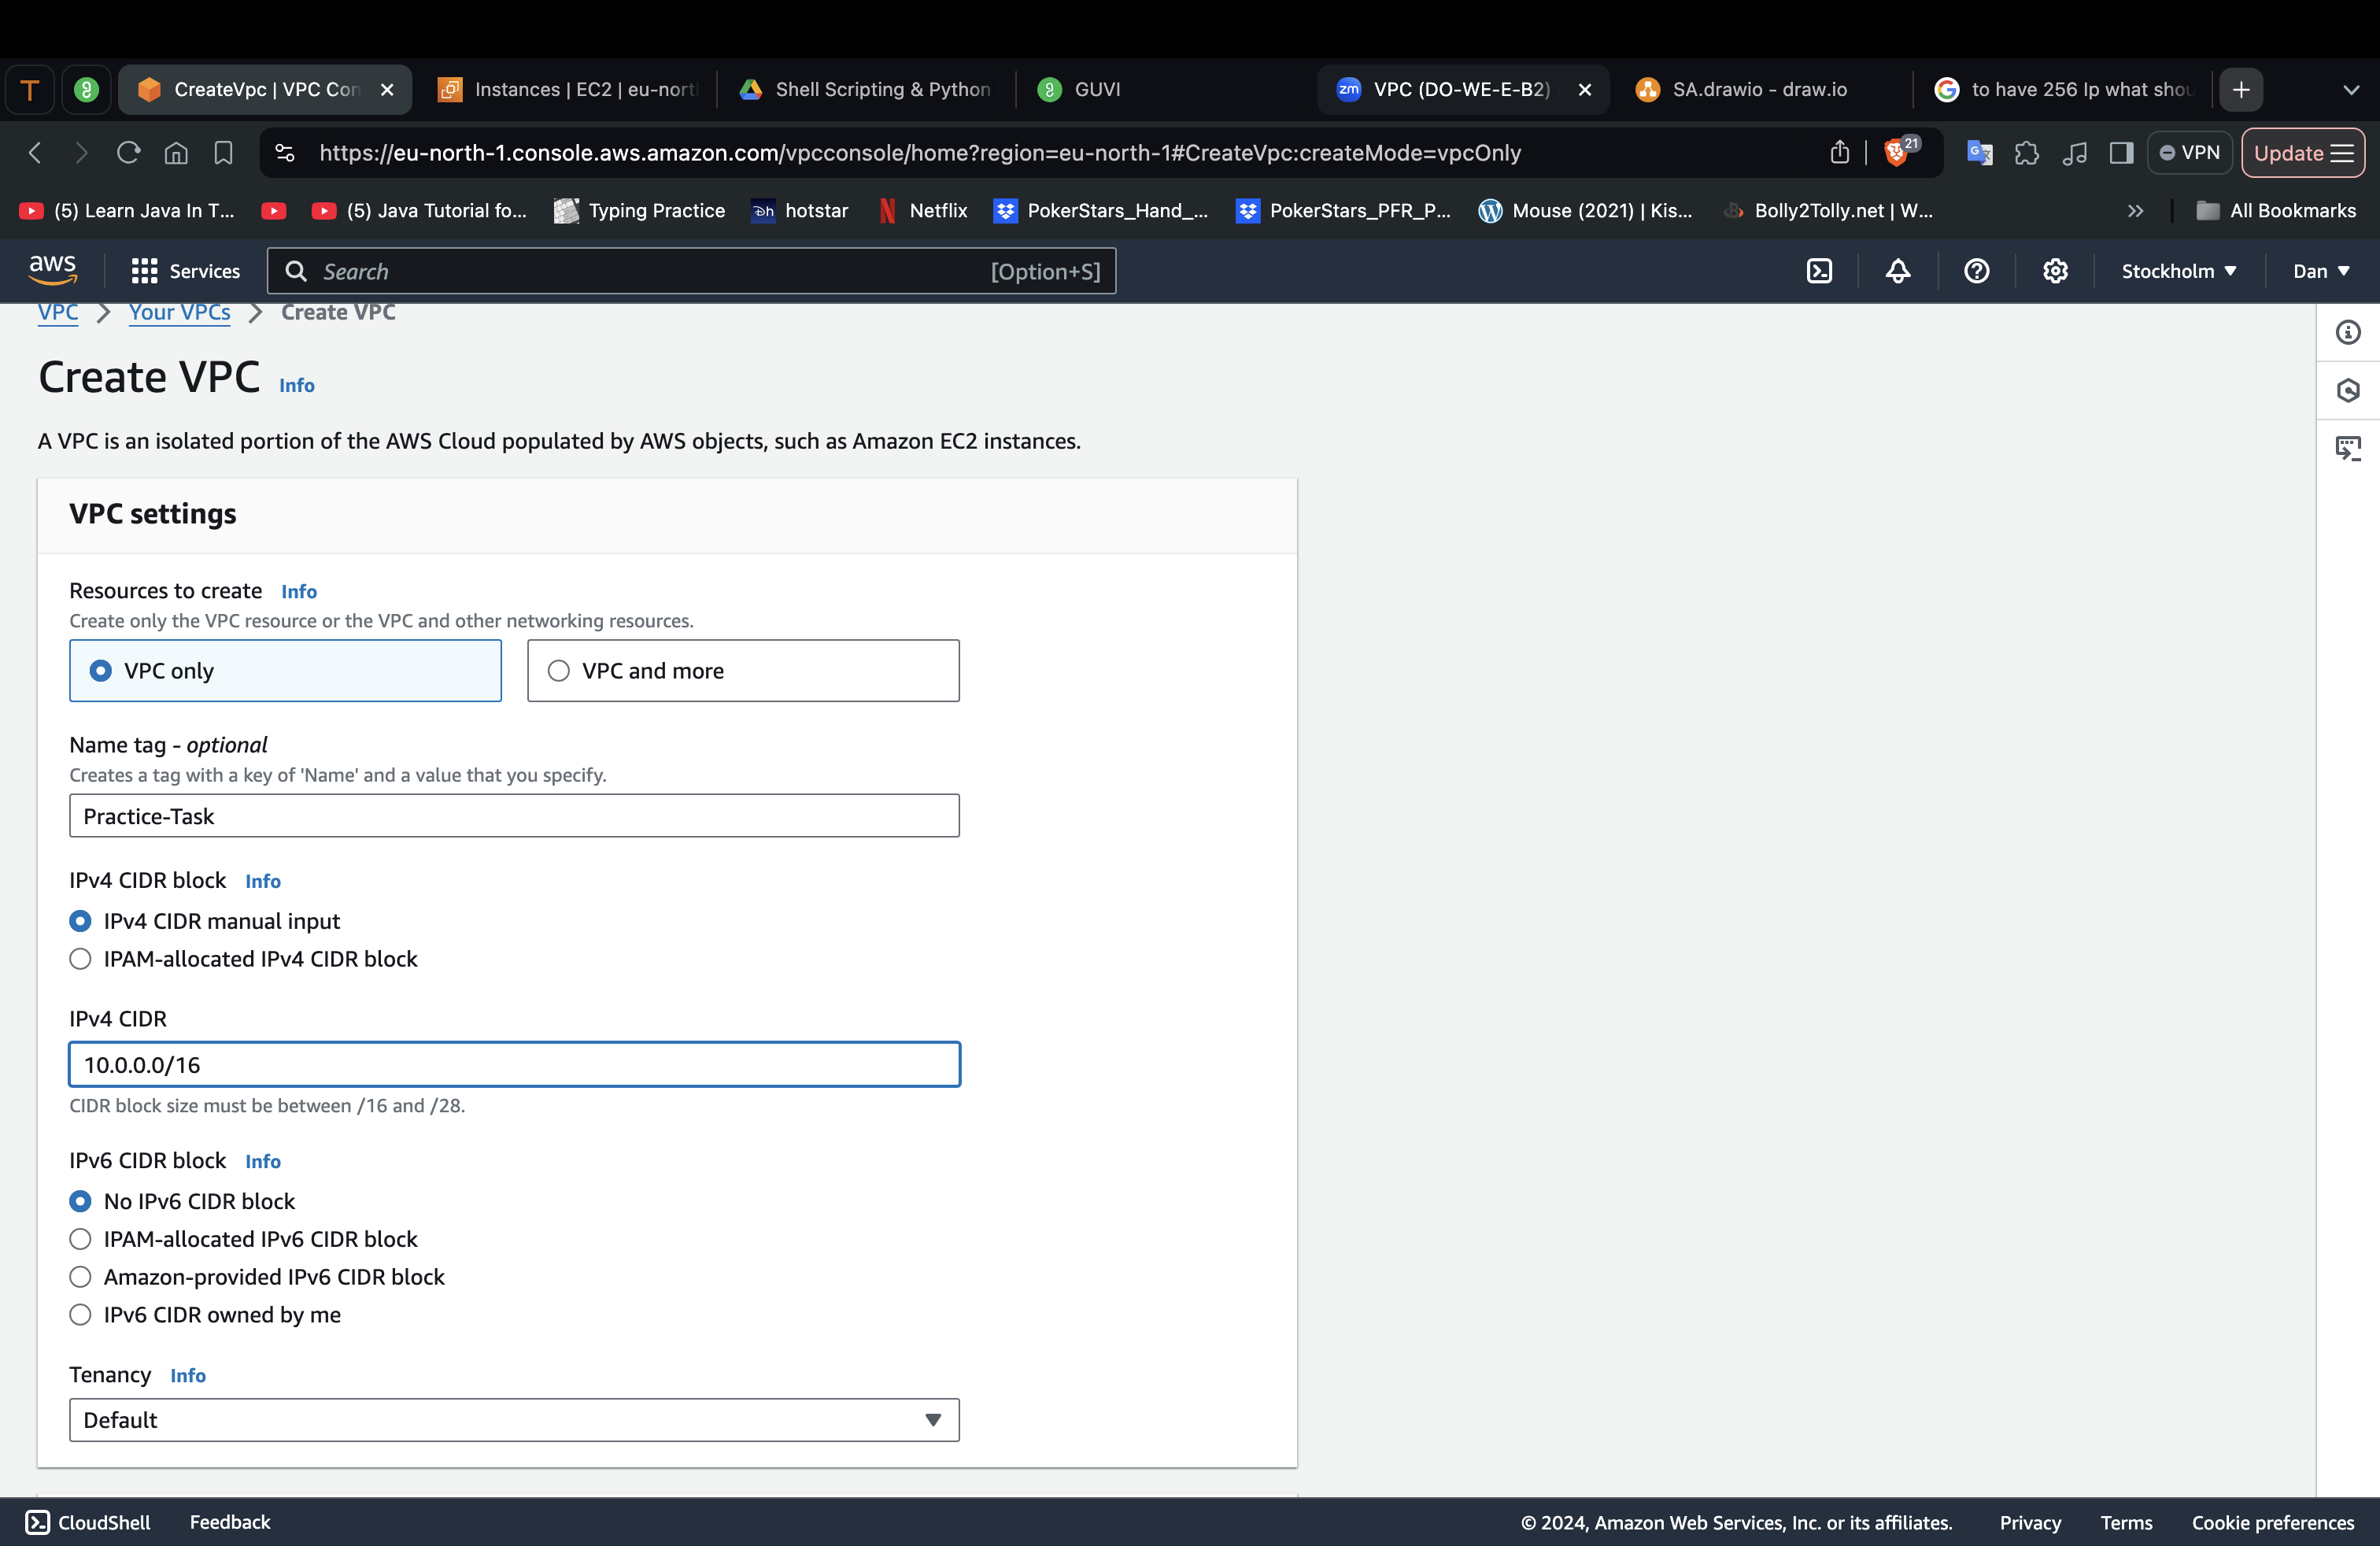 T
CreateVpc | VPC Con
Instances | EC2 | eu-nort
Shell Scripting & Python
GUVI
zm
VPC (DO-WE-E-B2)
SA.drawio - draw.io
to have 256 Ip what shou
https://eu-north-1.console.aws.amazon.com/vpcconsole/home?region=eu-north-1#CreateVpc:createMode=vpcOnly
21
VPN
Update
(5) Learn Java In T...
(5) Java Tutorial fo...
Typing Practice
hotstar
Netflix
PokerStars_Hand_...
PokerStars_PFR_P...
Mouse (2021) | Kis...
Bolly2Tolly.net | W...
All Bookmarks
aws
Services
Search
[Option+S]
Stockholm
Dan
VPC
Your VPCs
Create VPC
Create VPC Info
A VPC is an isolated portion of the AWS Cloud populated by AWS objects, such as Amazon EC2 instances.
VPC settings
Resources to create Info
Create only the VPC resource or the VPC and other networking resources.
VPC only
VPC and more
Name tag - optional
Creates a tag with a key of 'Name' and a value that you specify.
Practice-Task
IPv4 CIDR block Info
IPv4 CIDR manual input
IPAM-allocated IPv4 CIDR block
IPv4 CIDR
10.0.0.0/16
CIDR block size must be between /16 and /28.
IPv6 CIDR block Info
No IPv6 CIDR block
IPAM-allocated IPv6 CIDR block
Amazon-provided IPv6 CIDR block
IPv6 CIDR owned by me
Tenancy Info
Default
CloudShell
Feedback
© 2024, Amazon Web Services, Inc. or its affiliates.
Privacy
Terms
Cookie preferences